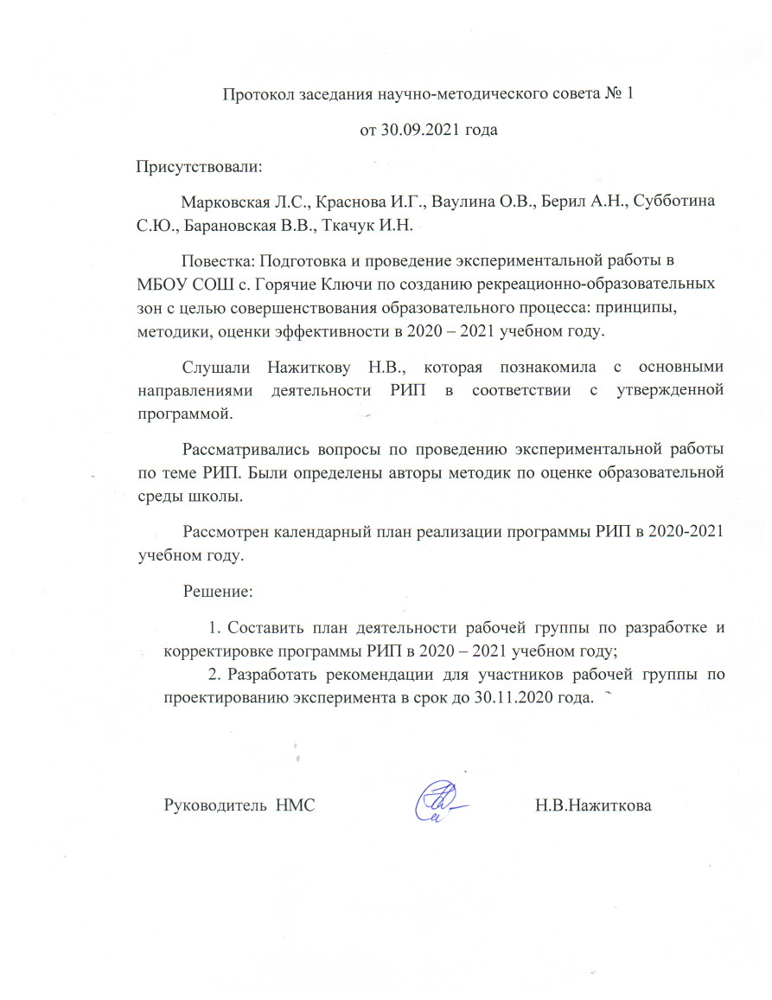 Протокол заседания научно-методического совета № 1
от 30.09.2021 года
Присутствовали:
Марковская Л.С., Краснова И.Г., Ваулина О.В., Берил А.Н., Субботина
С.Ю., Барановская В.В., Ткачук И.Н.
Повестка: Подготовка и проведение экспериментальной работы в
МБОУ СОШ с. Горячие Ключи по созданию рекреационно-образовательных
зон с целью совершенствования образовательного процесса: принципы,
методики, оценки эффективности в 2020 – 2021 учебном году.
Слушали Нажиткову Н.В., которая познакомила с основными
направлениями деятельности РИП в соответствии с утвержденной
программой.
Рассматривались вопросы по проведению экспериментальной работы
по теме РИП. Были определены авторы методик по оценке образовательной
среды школы.
Рассмотрен календарный план реализации программы РИП в 2020-2021
учебном году.
Решение:
1. Составить план деятельности рабочей группы по разработке и
корректировке программы РИП в 2020 – 2021 учебном году;
2. Разработать рекомендации для участников рабочей группы по
проектированию эксперимента в срок до 30.11.2020 года.
Руководитель НМС Н.В.Нажиткова